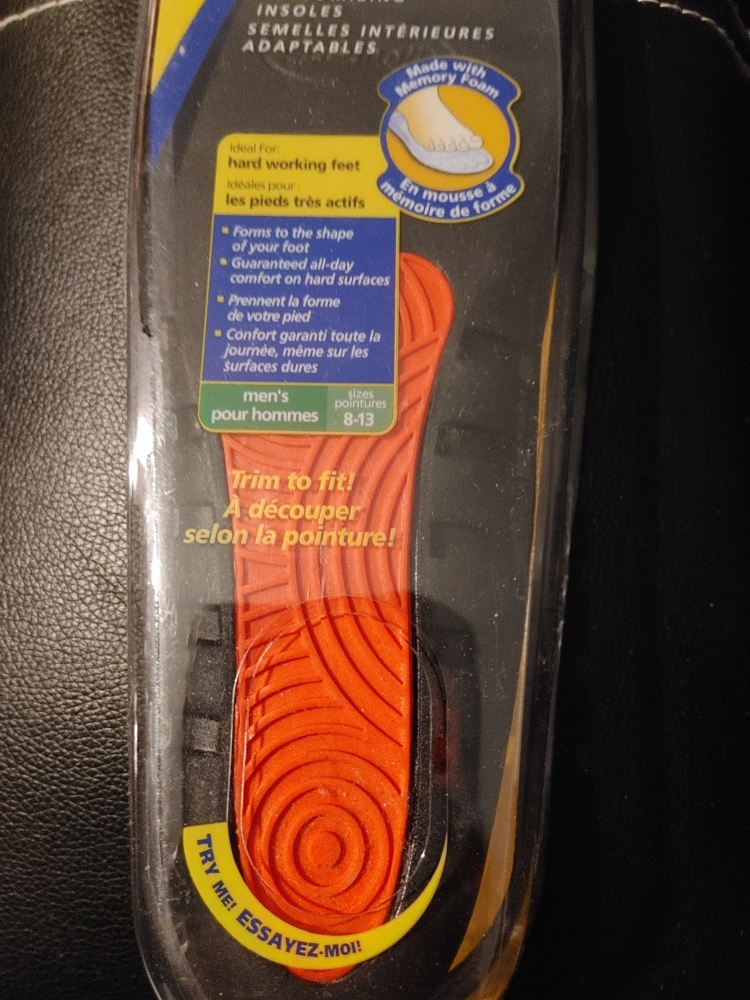 INSOLES
SEMELLES INTÉRIEURES
ADAPTABLES
Made with
Memory Foam
En mousse à
mémoire de forme
Ideal For:
hard working feet
Idéales pour :
les pieds très actifs
▪ Forms to the shape
of your foot
▪ Guaranteed all-day
comfort on hard surfaces
▪ Prennent la forme
de votre pied
▪ Confort garanti toute la
journée, même sur les
surfaces dures
men's
pour hommes
sizes
pointures
8-13
Trim to fit!
À découper
selon la pointure!
TRY ME! ESSAYEZ-MOI!